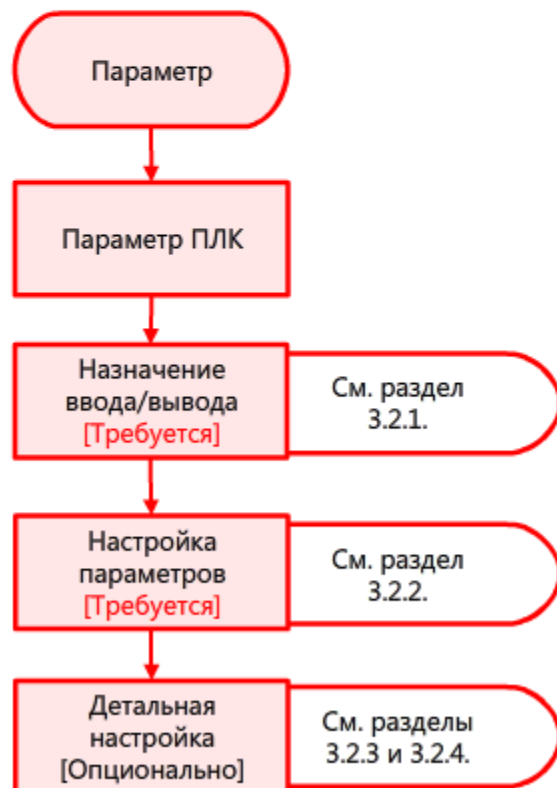 Параметр
Параметр ПЛК
Назначение
ввода/вывода
[Требуется]
См. раздел
3.2.1.
Настройка
параметров
[Требуется]
См. раздел
3.2.2.
Детальная
настройка
[Опционально]
См. разделы
3.2.3 и 3.2.4.